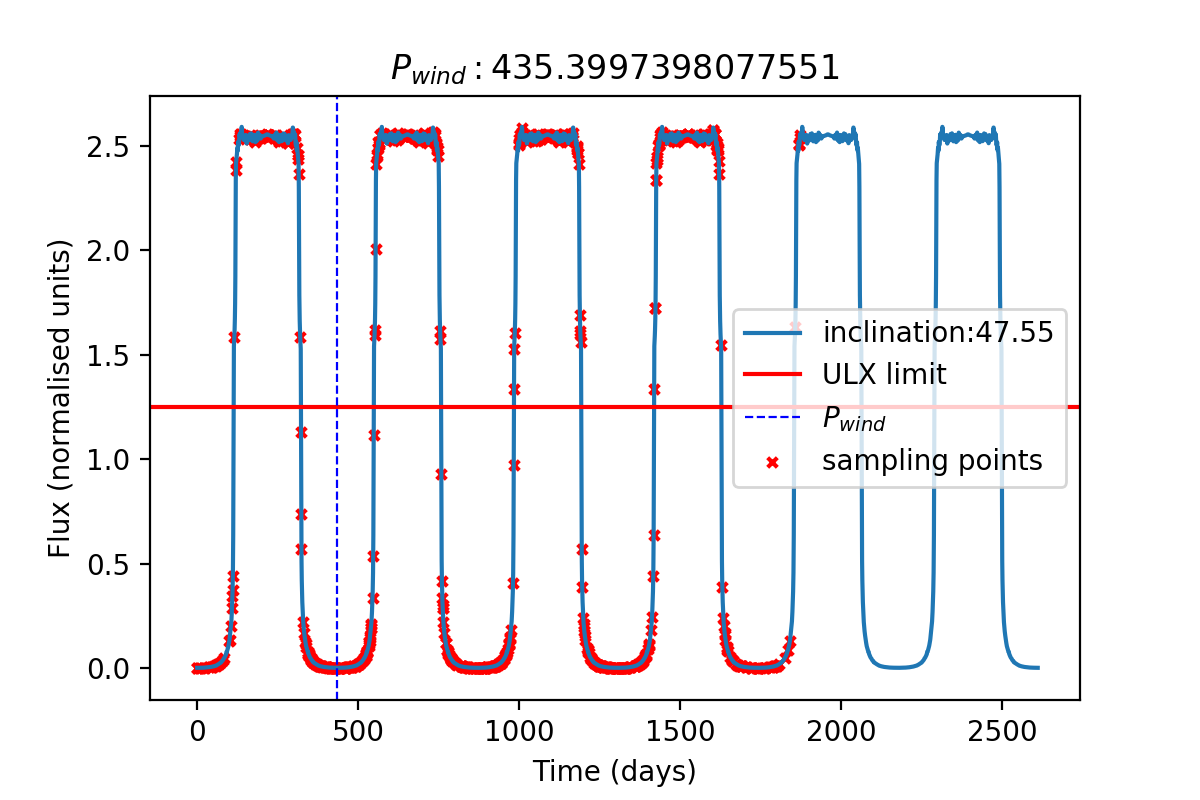 P_wind : 435.3997398077551
2.5
2.0
1.5
1.0
0.5
0.0
Flux (normalised units)
inclination:47.55
ULX limit
P_wind
sampling points
0 500 1000 1500 2000 2500
Time (days)